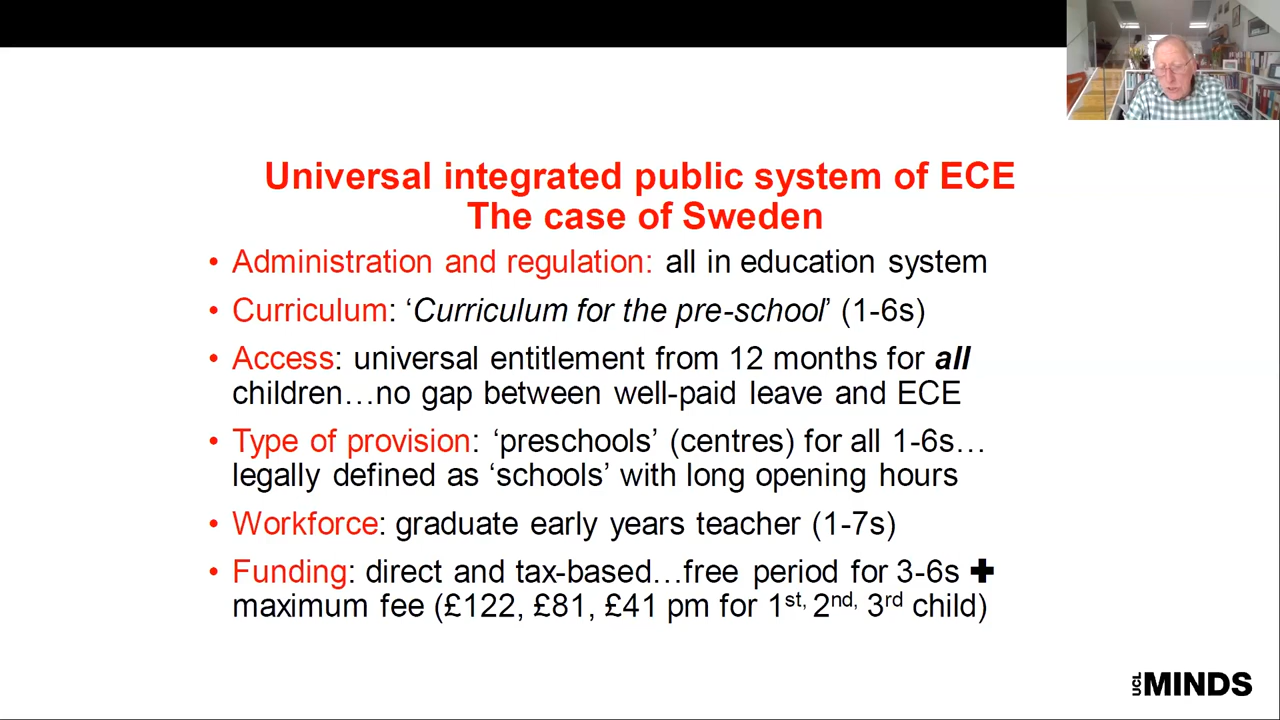 Universal integrated public system of ECE
The case of Sweden
• Administration and regulation: all in education system
• Curriculum: ‘Curriculum for the pre-school’ (1-6s)
• Access: universal entitlement from 12 months for all
children…no gap between well-paid leave and ECE
• Type of provision: ‘preschools’ (centres) for all 1-6s…
legally defined as ‘schools’ with long opening hours
• Workforce: graduate early years teacher (1-7s)
• Funding: direct and tax-based…free period for 3-6s ✚
maximum fee (£122, £81, £41 pm for 1st, 2nd, 3rd child)
UCL MINDS